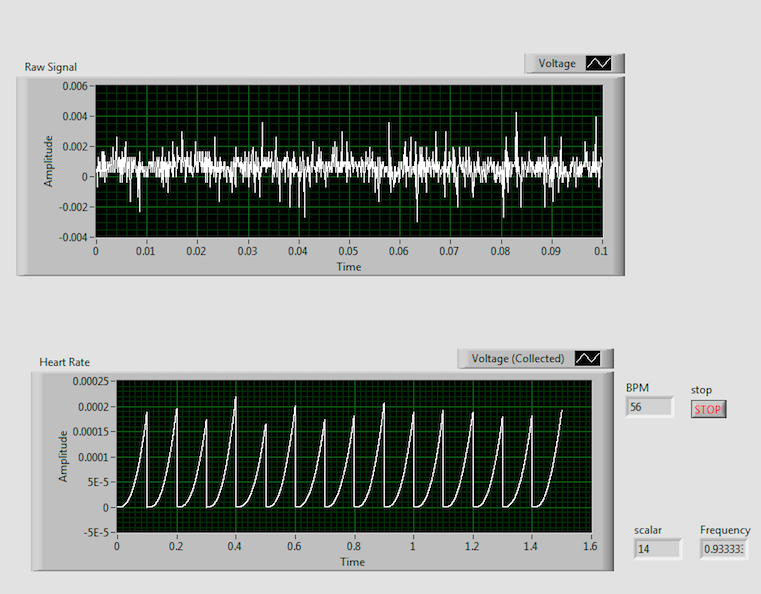 Raw Signal
Voltage
0.006
0.004
0.002
0
-0.002
-0.004
Amplitude
0 0.01 0.02 0.03 0.04 0.05 0.06 0.07 0.08 0.09 0.1
Time
Heart Rate
Voltage (Collected)
0.00025
0.0002
0.00015
0.0001
5E-5
0
-5E-5
Amplitude
0 0.2 0.4 0.6 0.8 1 1.2 1.4 1.6
Time
BPM
56
stop
STOP
scalar
14
Frequency
0.93333